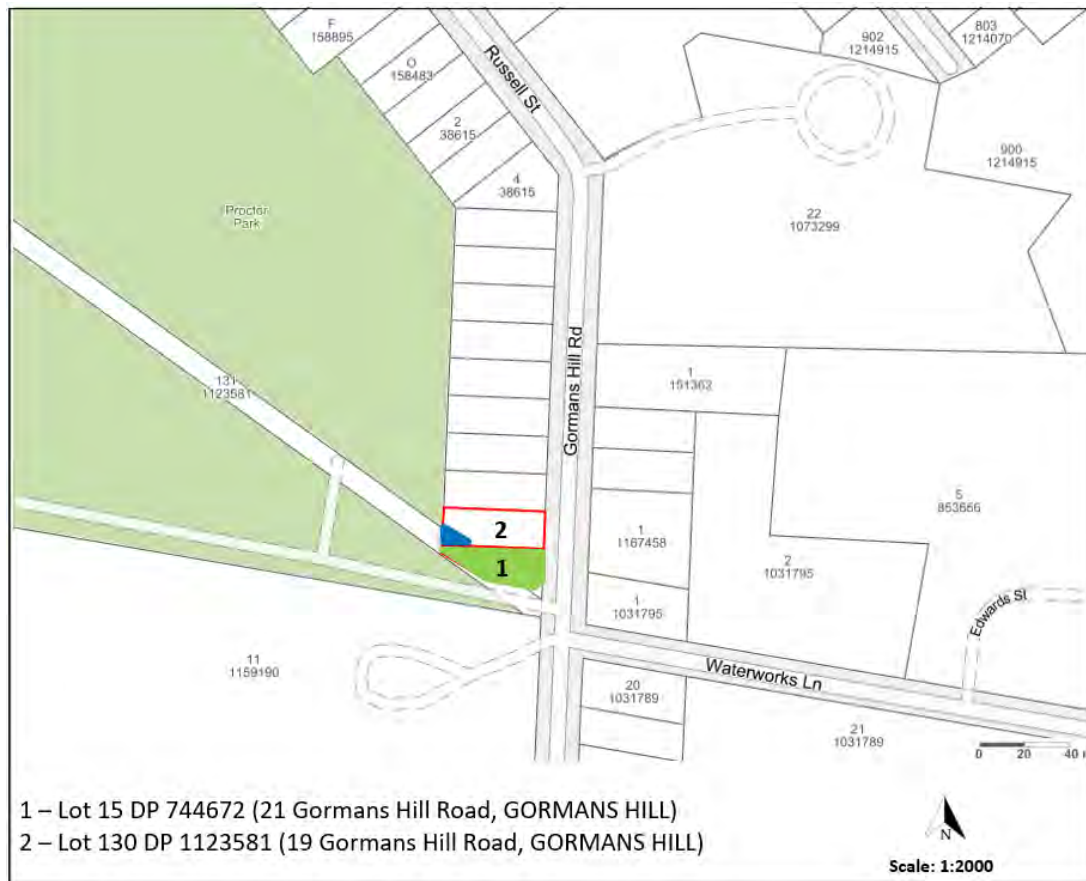 F
158895
O
158483
2
38615
4
38615
Russell St
902
1214915
803
1214070
900
1214915
22
1073299
Proctor
Park
131
1123581
Gormans Hill Rd
1
151362
5
853666
2
1
1
1167458
2
1031795
1
1031795
Edwards St
11
1159190
Waterworks Ln
20
1031789
21
1031789
0 20 40
1 – Lot 15 DP 744672 (21 Gormans Hill Road, GORMANS HILL)
2 – Lot 130 DP 1123581 (19 Gormans Hill Road, GORMANS HILL)
N
Scale: 1:2000